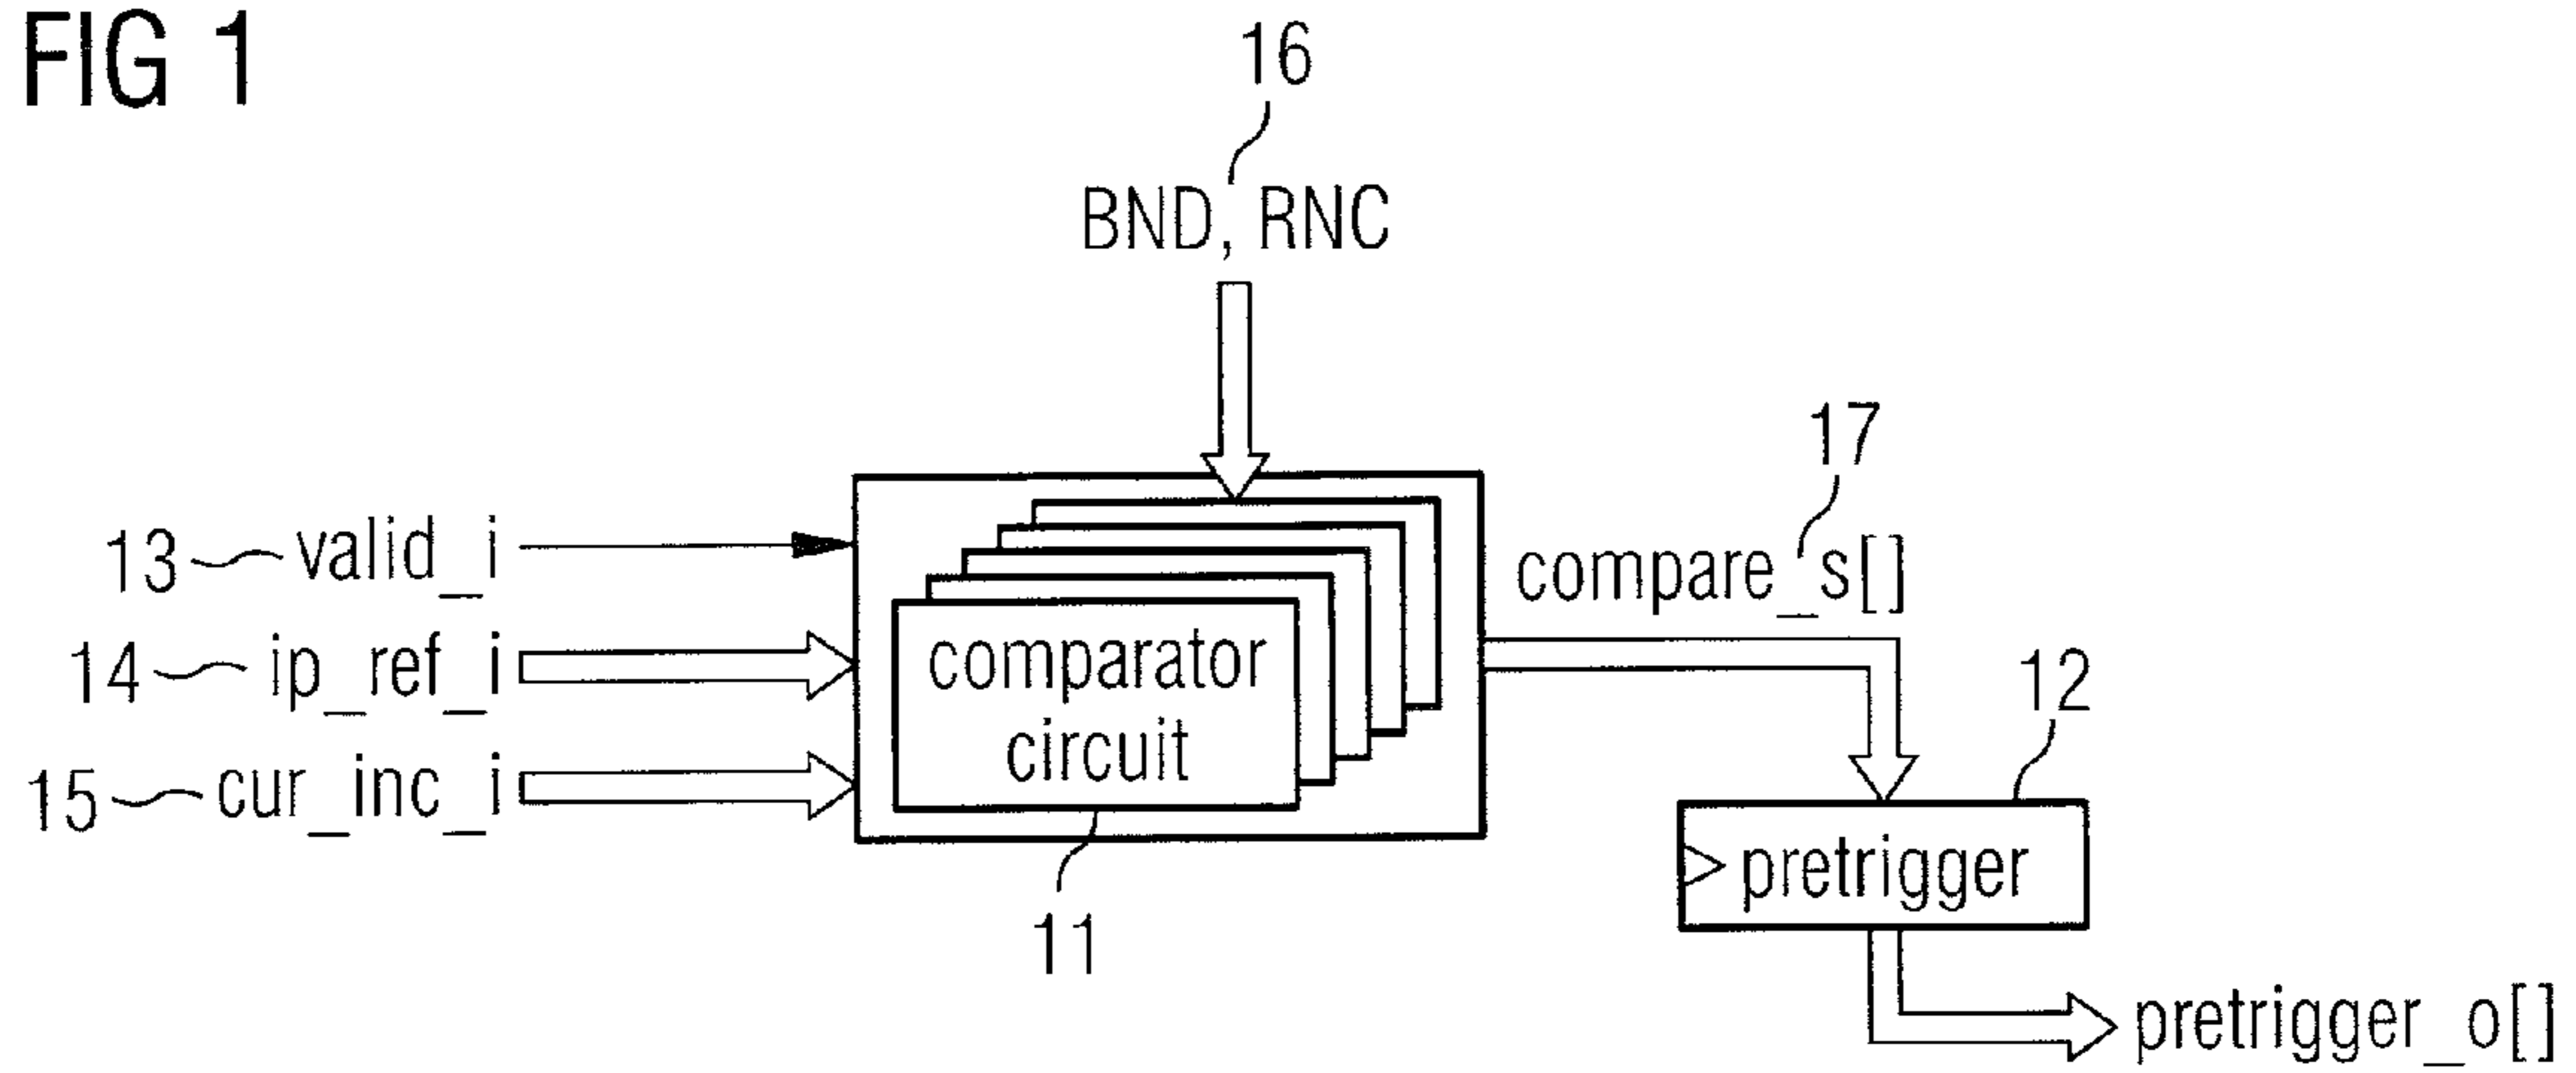 FIG 1
16
BND, RNC
17
13 valid_i
compare_s[]
14 ip_ref_i
comparator
circuit
12
15 cur_inc_i
pretrigger
11
pretrigger_o[]